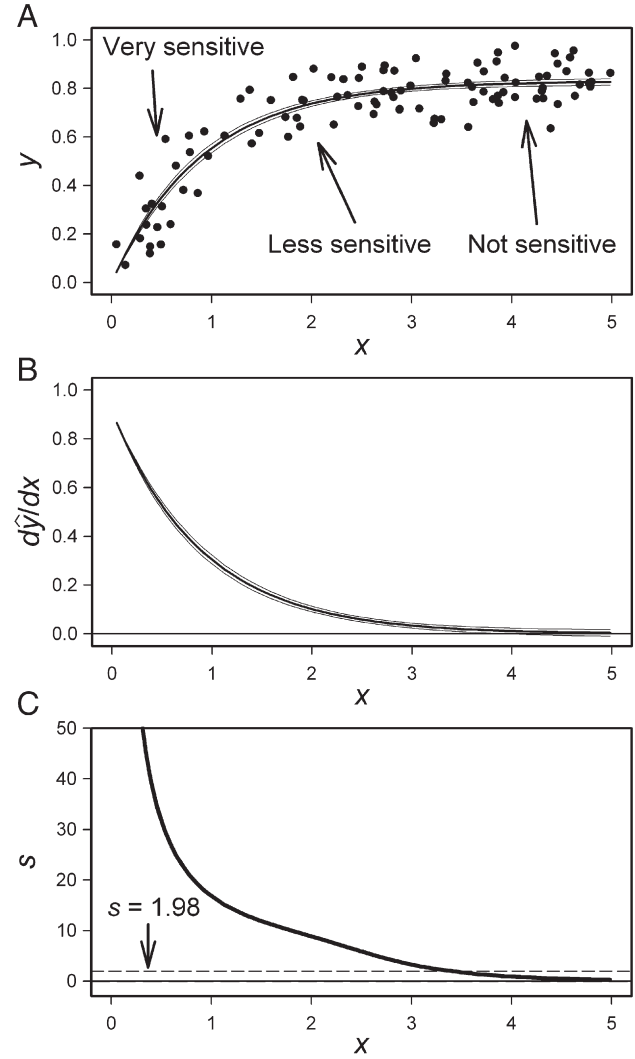 A
1.0
Very sensitive
0.8
0.6
y
0.4
Less sensitive
Not sensitive
0.2
0.0
0 1 2 3 4 5
x
B
1.0
0.8
0.6
dŷ/dx
0.4
0.2
0.0
0 1 2 3 4 5
x
C
50
40
30
s
20
s = 1.98
10
0
0 1 2 3 4 5
x